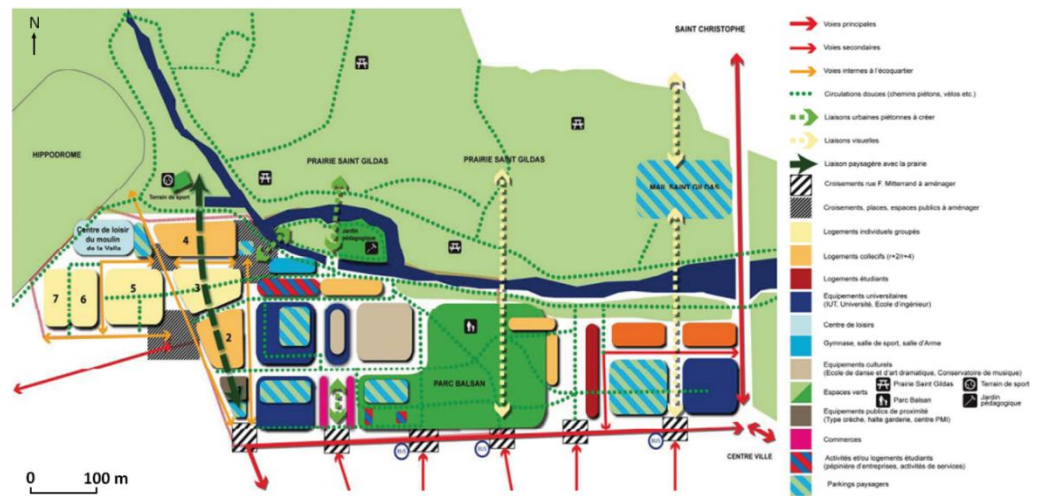 N
SAINT CHRISTOPHE
HIPPODROME
PRAIRIE SAINT GILDAS
PRAIRIE SAINT GILDAS
MAIL SAINT GILDAS
Terrain de sport
Centre de loisir
du moulin
de la Valla
Jardin
pédagogique
4
7
6
5
3
2
1
PARC BALSAN
BUS
BUS
BUS
CENTRE VILLE
0
100 m
Voies principales
Voies secondaires
Voies internes à l'écoquartier
Circulations douces (chemins piétons, vélos etc.)
Liaisons urbaines piétonnes à créer
Liaisons visuelles
Liaison paysagère avec la prairie
Croisements rue F. Mitterrand à aménager
Croisements, places, espaces publics à aménager
Logements individuels groupés
Logements collecifs (r+2/r+4)
Logements étudiants
Equipements universitaires
(IUT, Université, Ecole d'ingénieur)
Centre de loisirs
Gymnase, salle de sport, salle d'Arme
Equipements culturels
(Ecole de danse et d'art dramatique, Conservatoire de musique)
Espaces verts
Prairie Saint Gildas
Terrain de sport
Parc Balsan
Jardin
pédagogique
Equipements publics de proximité
(Type crèche, halte garderie, centre PMI)
Commerces
Activités et/ou logements étudiants
(pépinière d'entreprises, activités de services)
Parkings paysagers